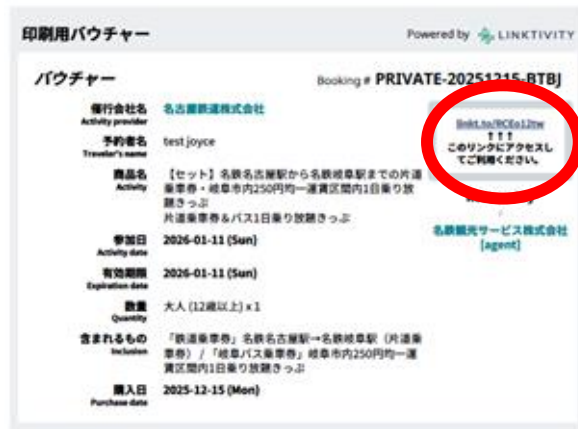 印刷用バウチャー
Powered by LINKTIVITY
バウチャー
Booking # PRIVATE-20251215-BTBJ
催行会社名 名古屋鉄道株式会社
Activity provider
予約者名 test joyce
Traveler's name
商品名 【セット】名鉄名古屋駅から名鉄岐阜駅までの片道
Activity 乗車券・岐阜市内250円均一運賃区間内1日乗り放
題きっぷ
片道乗車券&バス1日乗り放題きっぷ
参加日 2026-01-11 (Sun)
Activity date
有効期限 2026-01-11 (Sun)
Expiration date
数量 大人 (12歳以上) x 1
Quantity
含まれるもの 「鉄道乗車券」名鉄名古屋駅→名鉄岐阜駅（片道乗
Inclusion 車券）/「岐阜バス乗車券」岐阜市内250円均一運
賃区間内1日乗り放題きっぷ
購入日 2025-12-15 (Mon)
Purchase date
linkt.to/RCEo12tw
↑↑↑
このリンクにアクセスし
てご利用ください。
名鉄観光サービス株式会社
[agent]